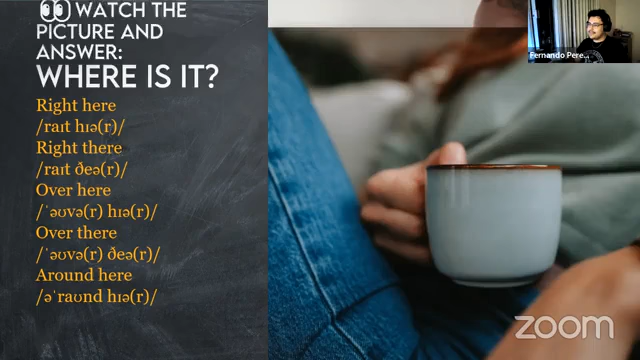 WATCH THE
PICTURE AND
ANSWER:
WHERE IS IT?
Right here
/raɪt hɪə(r)/
Right there
/raɪt ðeə(r)/
Over here
/ˈəʊvə(r) hɪə(r)/
Over there
/ˈəʊvə(r) ðeə(r)/
Around here
/əˈraʊnd hɪə(r)/
Fernando Pere...
zoom